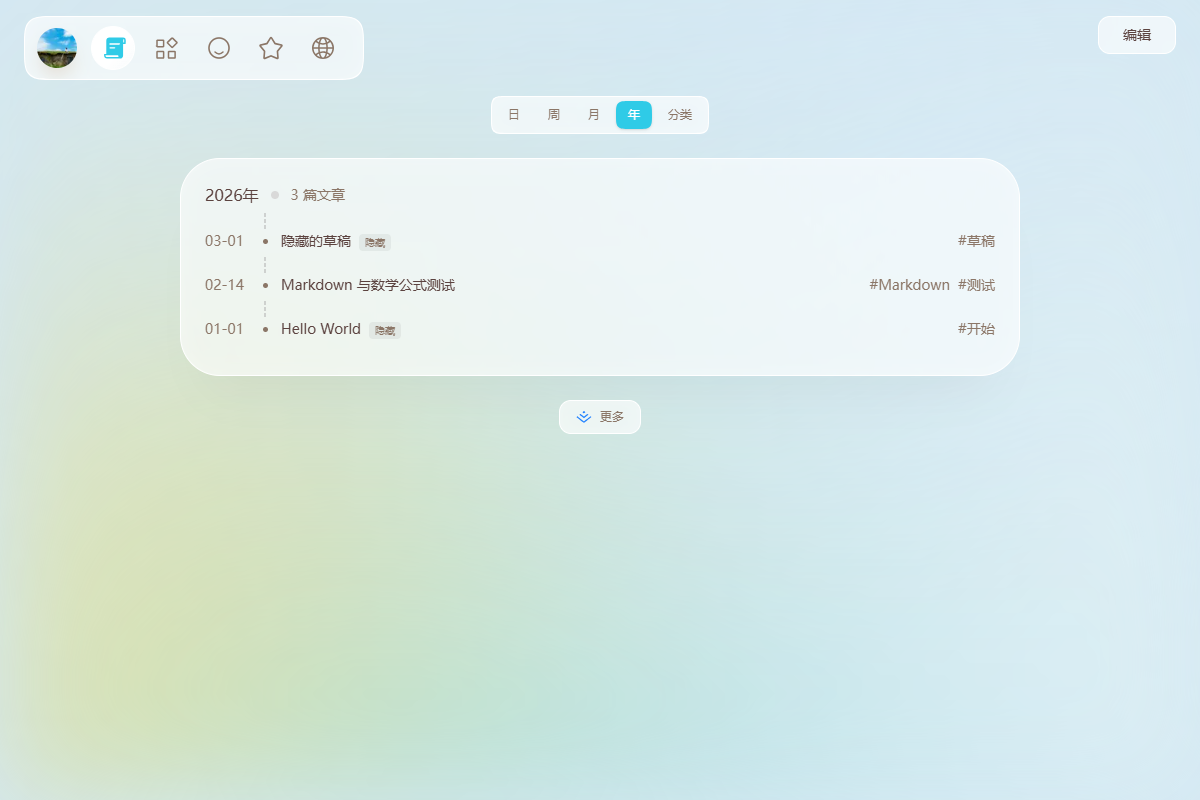 编辑
日 周 月 年 分类
2026年 3 篇文章
03-01 隐藏的草稿 隐藏 #草稿
02-14 Markdown 与数学公式测试 #Markdown #测试
01-01 Hello World 隐藏 #开始
更多